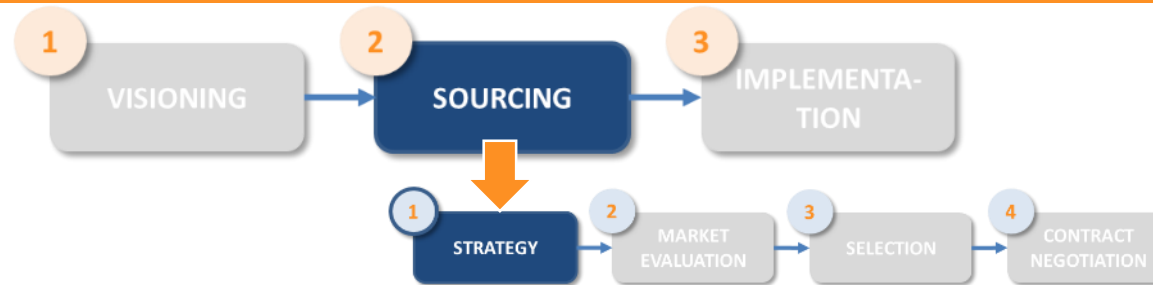 1
VISIONING
2
SOURCING
3
IMPLEMENTA-
TION
1
STRATEGY
2
MARKET
EVALUATION
3
SELECTION
4
CONTRACT
NEGOTIATION